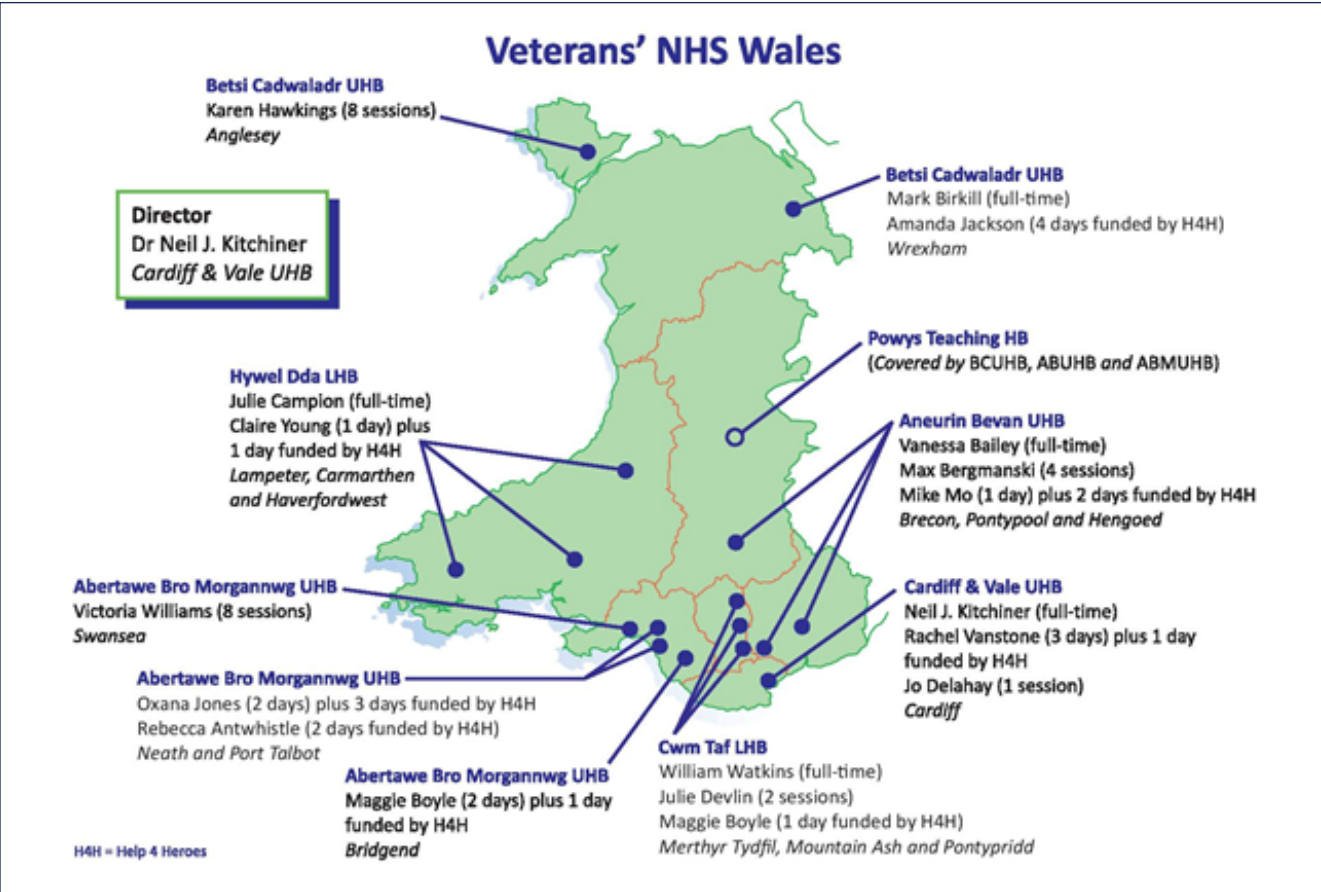 Veterans’ NHS Wales
Betsi Cadwaladr UHB
Karen Hawkings (8 sessions)
Anglesey
Betsi Cadwaladr UHB
Mark Birkill (full-time)
Amanda Jackson (4 days funded by H4H)
Wrexham
Director
Dr Neil J. Kitchiner
Cardiff & Vale UHB
Powys Teaching HB
(Covered by BCUHB, ABUHB and ABMUHB)
Hywel Dda LHB
Julie Campion (full-time)
Claire Young (1 day) plus
1 day funded by H4H
Lampeter, Carmarthen
and Haverfordwest
Aneurin Bevan UHB
Vanessa Bailey (full-time)
Max Bergmanski (4 sessions)
Mike Mo (1 day) plus 2 days funded by H4H
Brecon, Pontypool and Hengoed
Abertawe Bro Morgannwg UHB
Victoria Williams (8 sessions)
Swansea
Cardiff & Vale UHB
Neil J. Kitchiner (full-time)
Rachel Vanstone (3 days) plus 1 day
funded by H4H
Jo Delahay (1 session)
Cardiff
Abertawe Bro Morgannwg UHB
Oxana Jones (2 days) plus 3 days funded by H4H
Rebecca Antwhistle (2 days funded by H4H)
Neath and Port Talbot
Cwm Taf LHB
William Watkins (full-time)
Julie Devlin (2 sessions)
Maggie Boyle (1 day funded by H4H)
Merthyr Tydfil, Mountain Ash and Pontypridd
Abertawe Bro Morgannwg UHB
Maggie Boyle (2 days) plus 1 day
funded by H4H
Bridgend
H4H = Help 4 Heroes